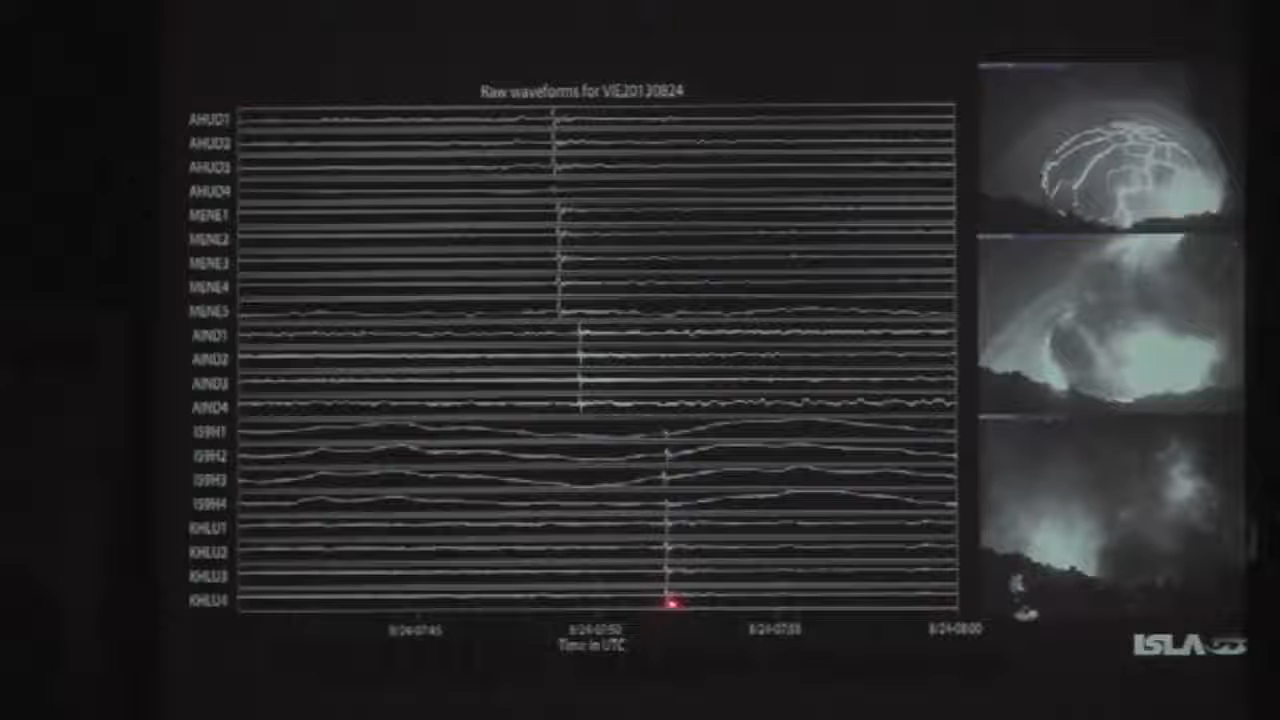 Raw waveforms for VIE20130824
AHUD1
AHUD2
AHUD3
AHUD4
MENE1
MENE2
MENE3
MENE4
MENE5
AIND1
AIND2
AIND3
AIND4
IS9H1
IS9H2
IS9H3
IS9H4
KHLU1
KHLU2
KHLU3
KHLU4
8/24-07:45 8/24-07:50 8/24-07:55 8/24-08:00
Time in UTC
ISLA